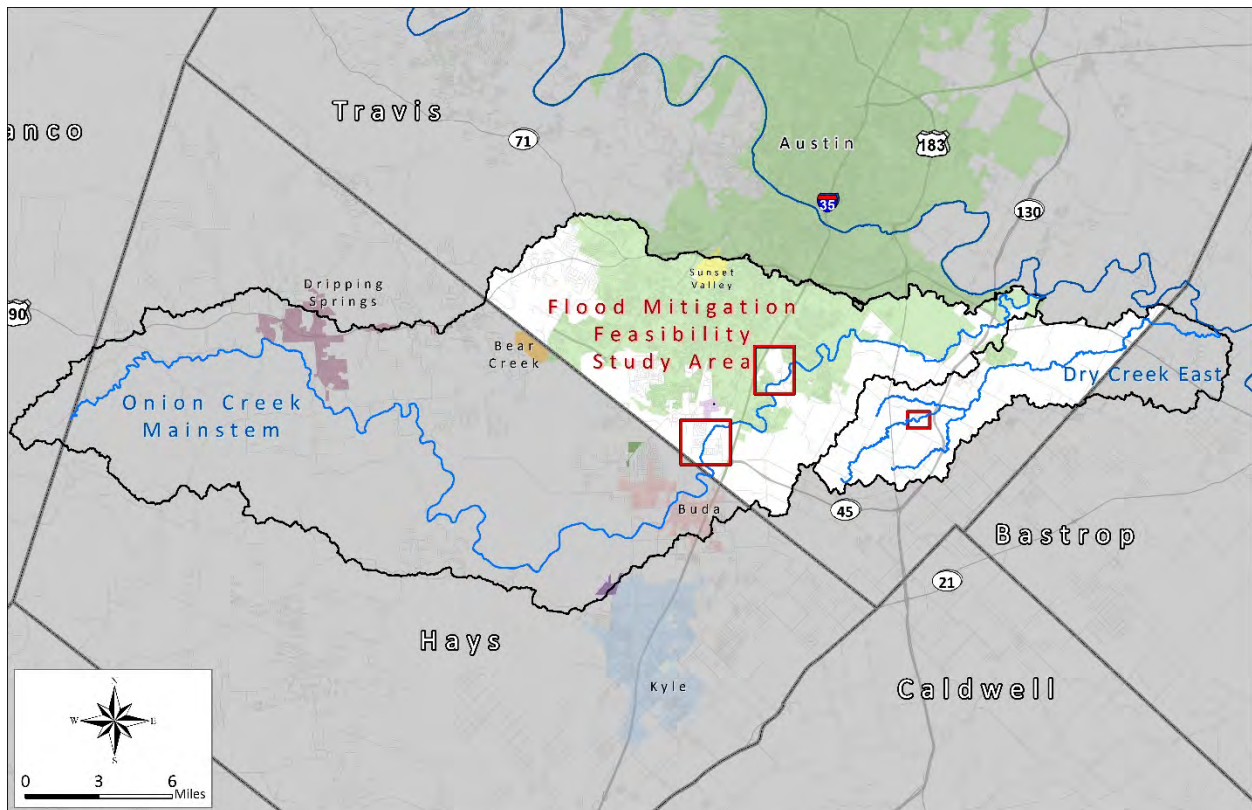 Travis
anco
71
Austin
183
35
130
Sunset
Valley
Dripping
Springs
90
Flood Mitigation
Feasibility
Study Area
Bear
Creek
Dry Creek East
Onion Creek
Mainstem
Buda
45
Bastrop
21
Hays
Kyle
Caldwell
N
W
E
S
0 3 6
Miles